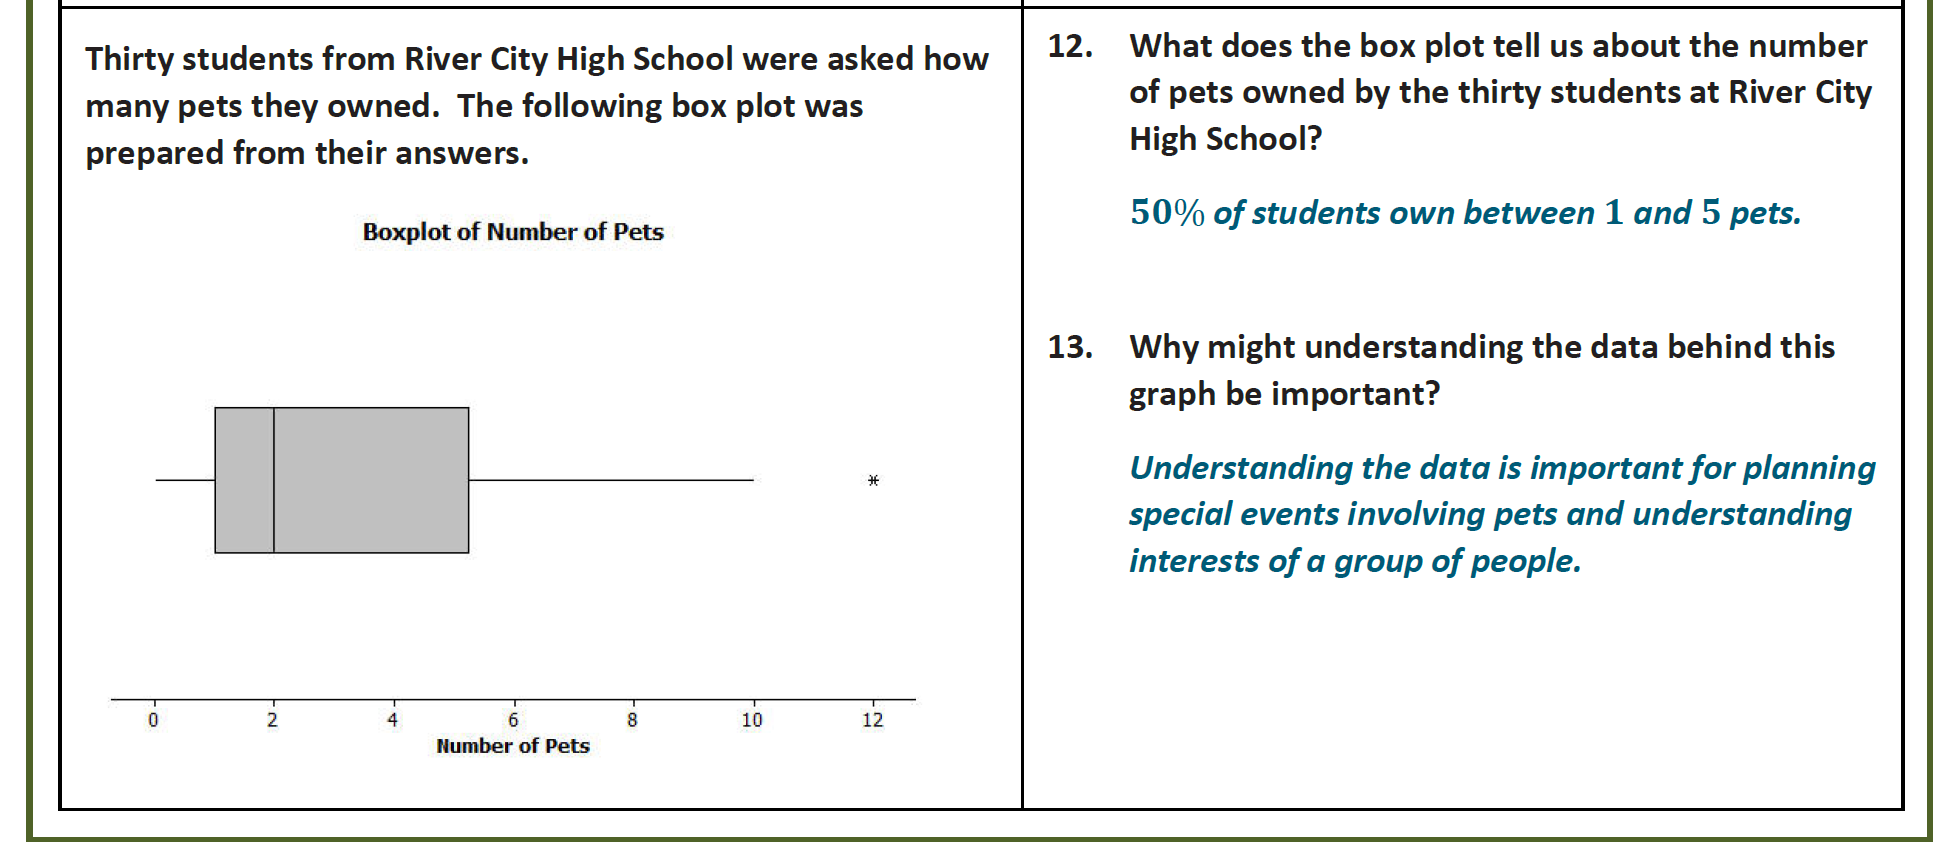 Thirty students from River City High School were asked how
many pets they owned.  The following box plot was
prepared from their answers.
Boxplot of Number of Pets
0 2 4 6 8 10 12
Number of Pets
12. What does the box plot tell us about the number
of pets owned by the thirty students at River City
High School?
50% of students own between 1 and 5 pets.
13. Why might understanding the data behind this
graph be important?
Understanding the data is important for planning
special events involving pets and understanding
interests of a group of people.